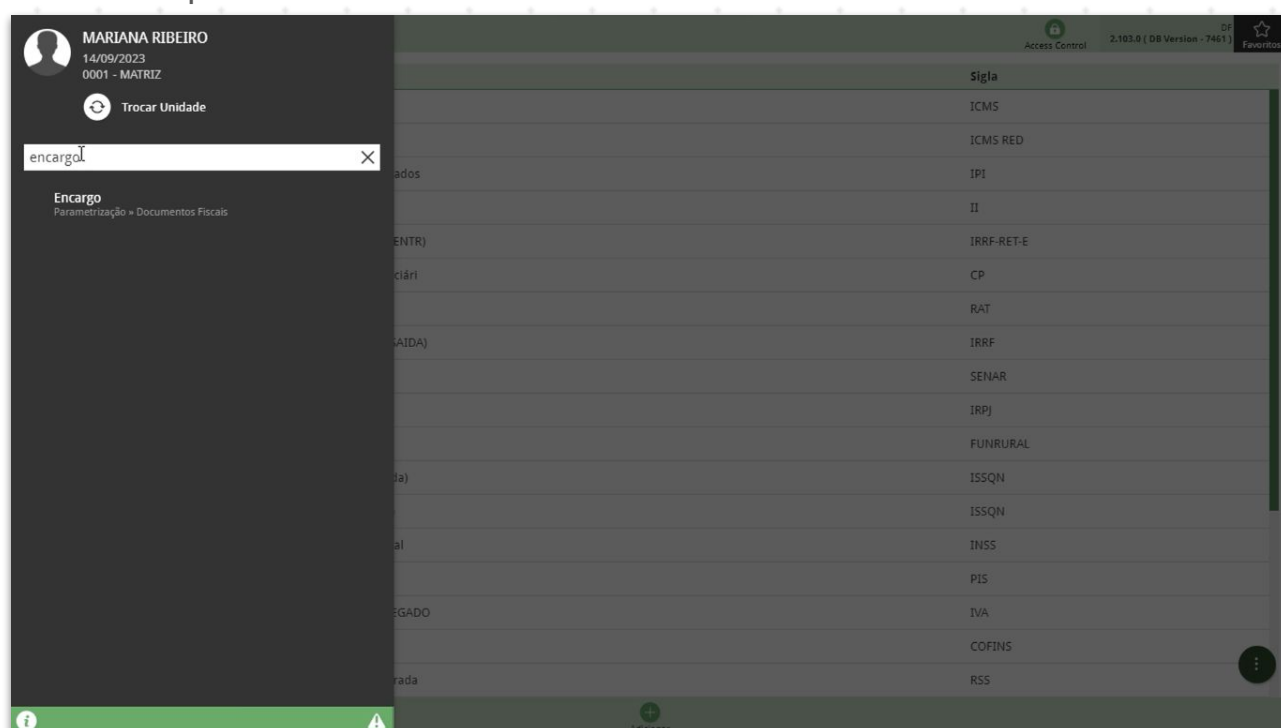 MARIANA RIBEIRO
14/09/2023
0001 - MATRIZ
Trocar Unidade
encargo
Encargo
Parametrização » Documentos Fiscais
Access Control
DF
2.103.0 ( DB Version - 7461 )
Favoritos
Sigla
ICMS
ICMS RED
ados IPI
II
ENTR) IRRF-RET-E
ciári CP
RAT
SAIDA) IRRF
SENAR
IRPJ
FUNRURAL
da) ISSQN
ISSQN
al INSS
PIS
EGADO IVA
COFINS
rada RSS